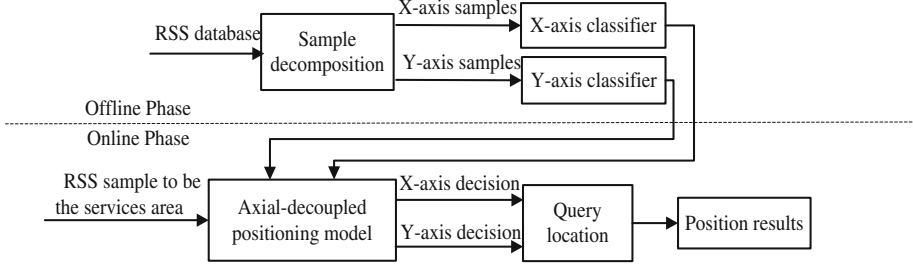 X-axis samples
X-axis classifier
RSS database
Sample
decomposition
Y-axis samples
Y-axis classifier
Offline Phase
Online Phase
RSS sample to be
the services area
Axial-decoupled
positioning model
X-axis decision
Y-axis decision
Query
location
Position results